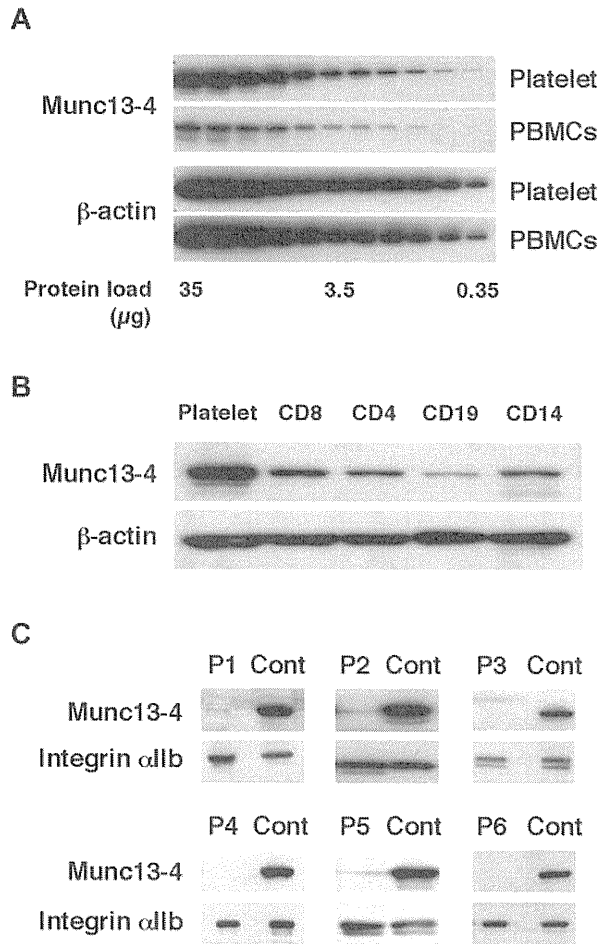 A
Munc13-4
Platelet
PBMCs
β-actin
Platelet
PBMCs
Protein load
(µg)
35 3.5 0.35
B
Platelet CD8 CD4 CD19 CD14
Munc13-4
β-actin
C
P1 Cont P2 Cont P3 Cont
Munc13-4
Integrin αIIb
P4 Cont P5 Cont P6 Cont
Munc13-4
Integrin αIIb